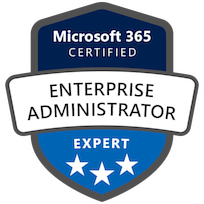 Microsoft 365
CERTIFIED
ENTERPRISE
ADMINISTRATOR
EXPERT